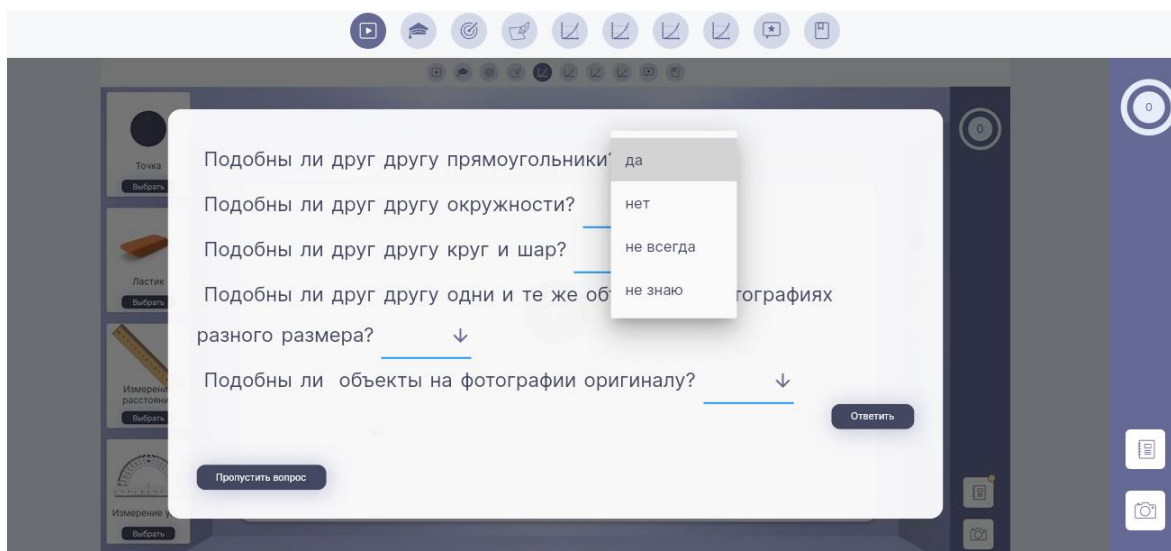 0
0
Точка
Выбрать
Ластик
Выбрать
Выбрать
Измерение
Выбрать
Подобны ли друг другу прямоугольники?
да
Подобны ли друг другу окружности?
нет
Подобны ли друг другу круг и шар?
не всегда
Подобны ли друг другу одни и те же
не знаю
разного размера?
Подобны ли объекты на фотографии оригиналу?
Ответить
Пропустить вопрос